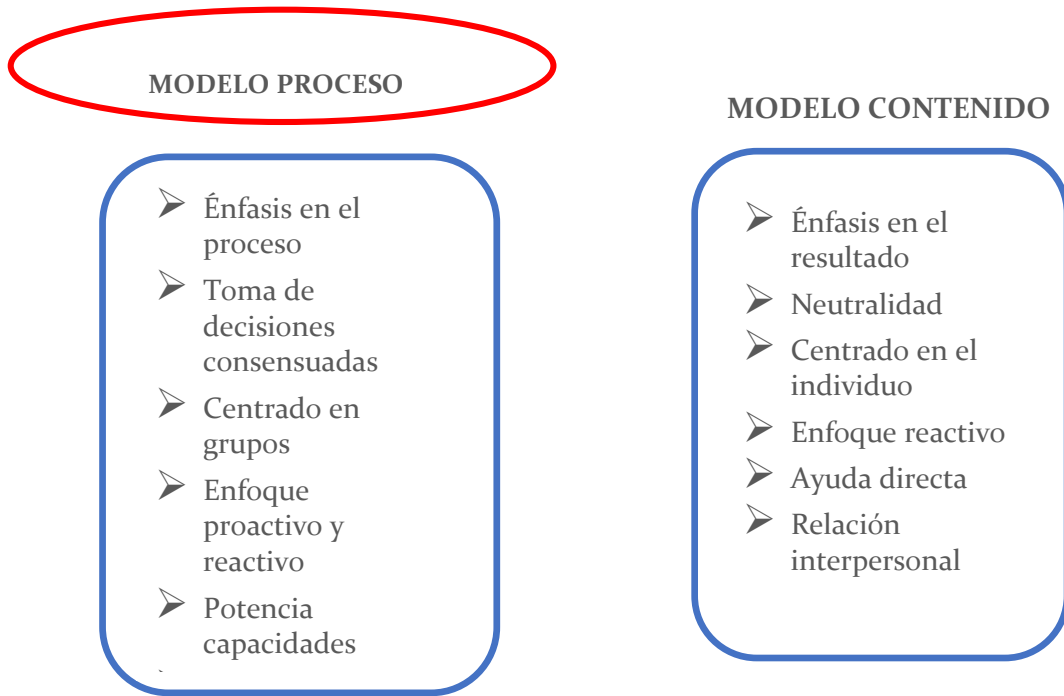 MODELO PROCESO
Énfasis en el
proceso
Toma de
decisiones
consensuadas
Centrado en
grupos
Enfoque
proactivo y
reactivo
Potencia
capacidades
MODELO CONTENIDO
Énfasis en el
resultado
Neutralidad
Centrado en el
individuo
Enfoque reactivo
Ayuda directa
Relación
interpersonal